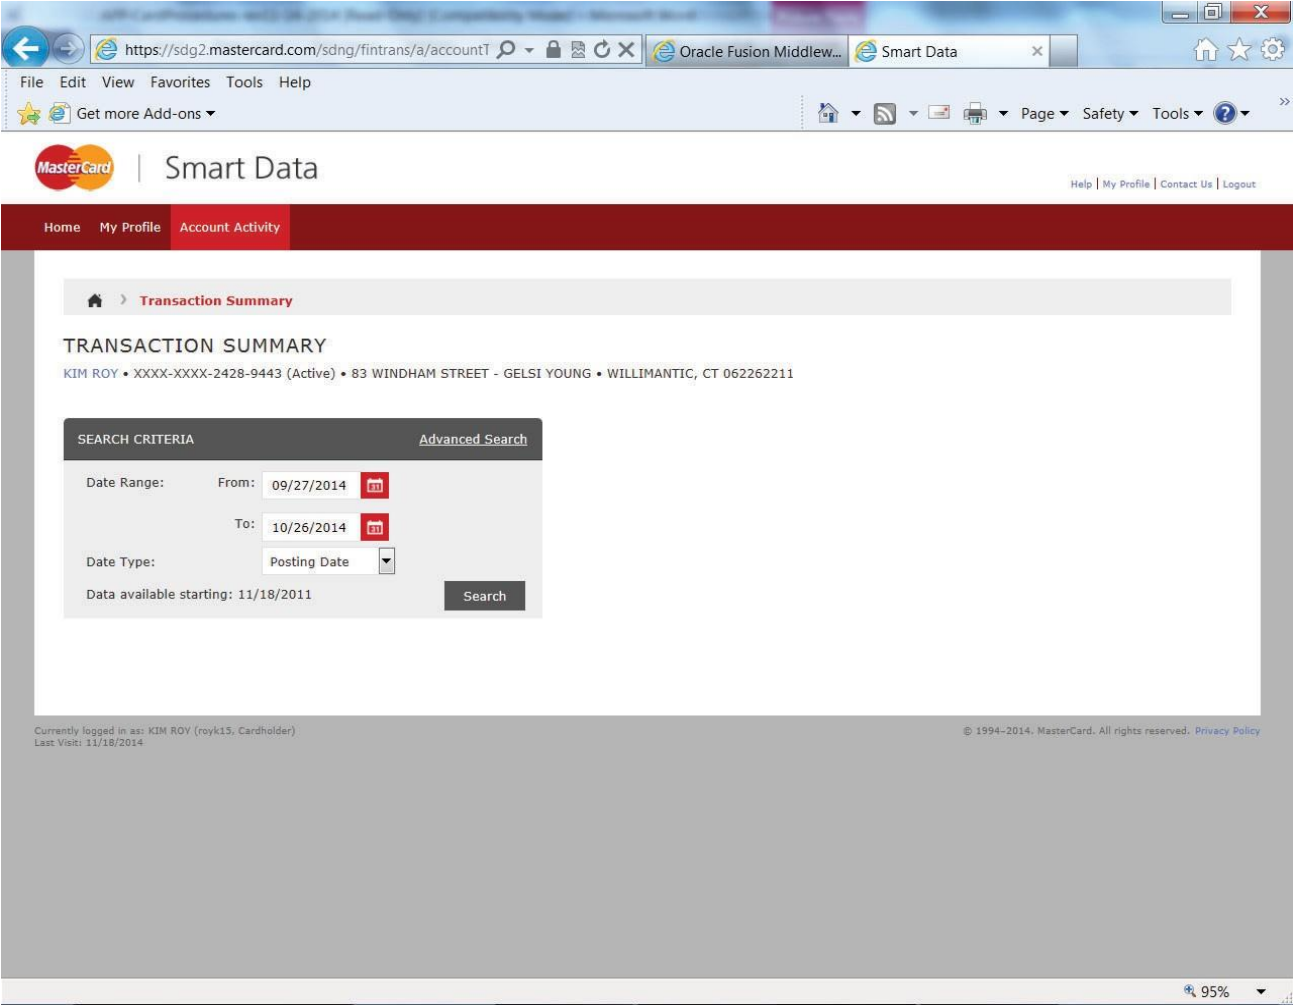 https://sdg2.mastercard.com/sdng/fintrans/a/accountT
Oracle Fusion Middlew...
Smart Data
File Edit View Favorites Tools Help
Get more Add-ons
Page Safety Tools
MasterCard
Smart Data
Help | My Profile | Contact Us | Logout
Home My Profile Account Activity
Transaction Summary
TRANSACTION SUMMARY
KIM ROY • XXXX-XXXX-2428-9443 (Active) • 83 WINDHAM STREET - GELSI YOUNG • WILLIMANTIC, CT 062262211
SEARCH CRITERIA Advanced Search
Date Range: From: 09/27/2014
To: 10/26/2014
Date Type: Posting Date
Data available starting: 11/18/2011 Search
Currently logged in as: KIM ROY (royk15, Cardholder) © 1994-2014. MasterCard. All rights reserved. Privacy Policy
Last Visit: 11/18/2014
95%